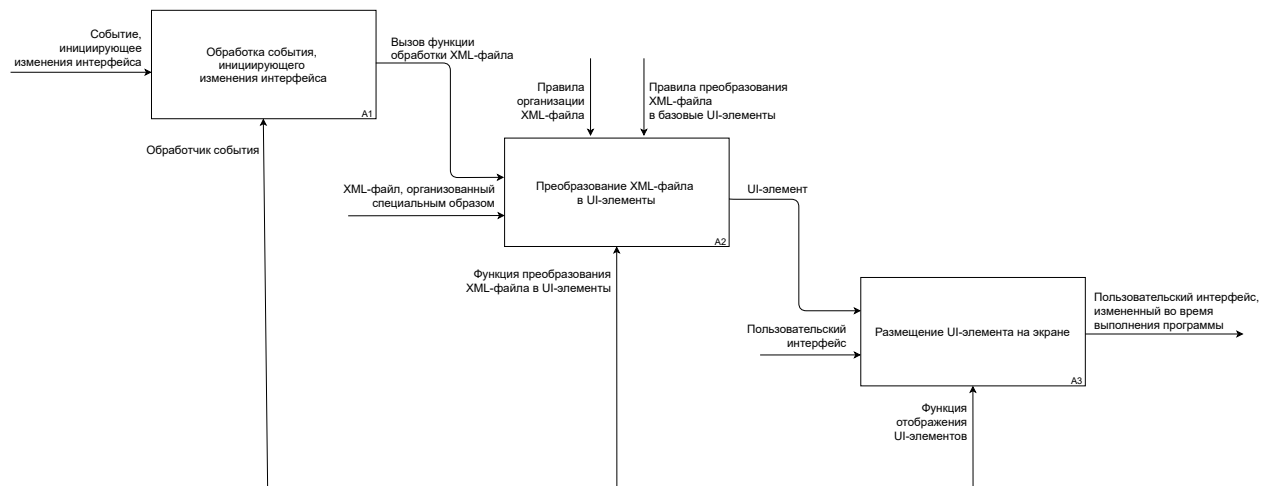 Событие,
инициирующее
изменения интерфейса
Обработка события,
инициирующего
изменения интерфейса
A1
Вызов функции
обработки XML-файла
Обработчик события
Правила
организации
XML-файла
Правила преобразования
XML-файла
в базовые UI-элементы
XML-файл, организованный
специальным образом
Преобразование XML-файла
в UI-элементы
A2
UI-элемент
Функция преобразования
XML-файла в UI-элементы
Пользовательский
интерфейс
Размещение UI-элемента на экране
A3
Пользовательский интерфейс,
измененный во время
выполнения программы
Функция
отображения
UI-элементов